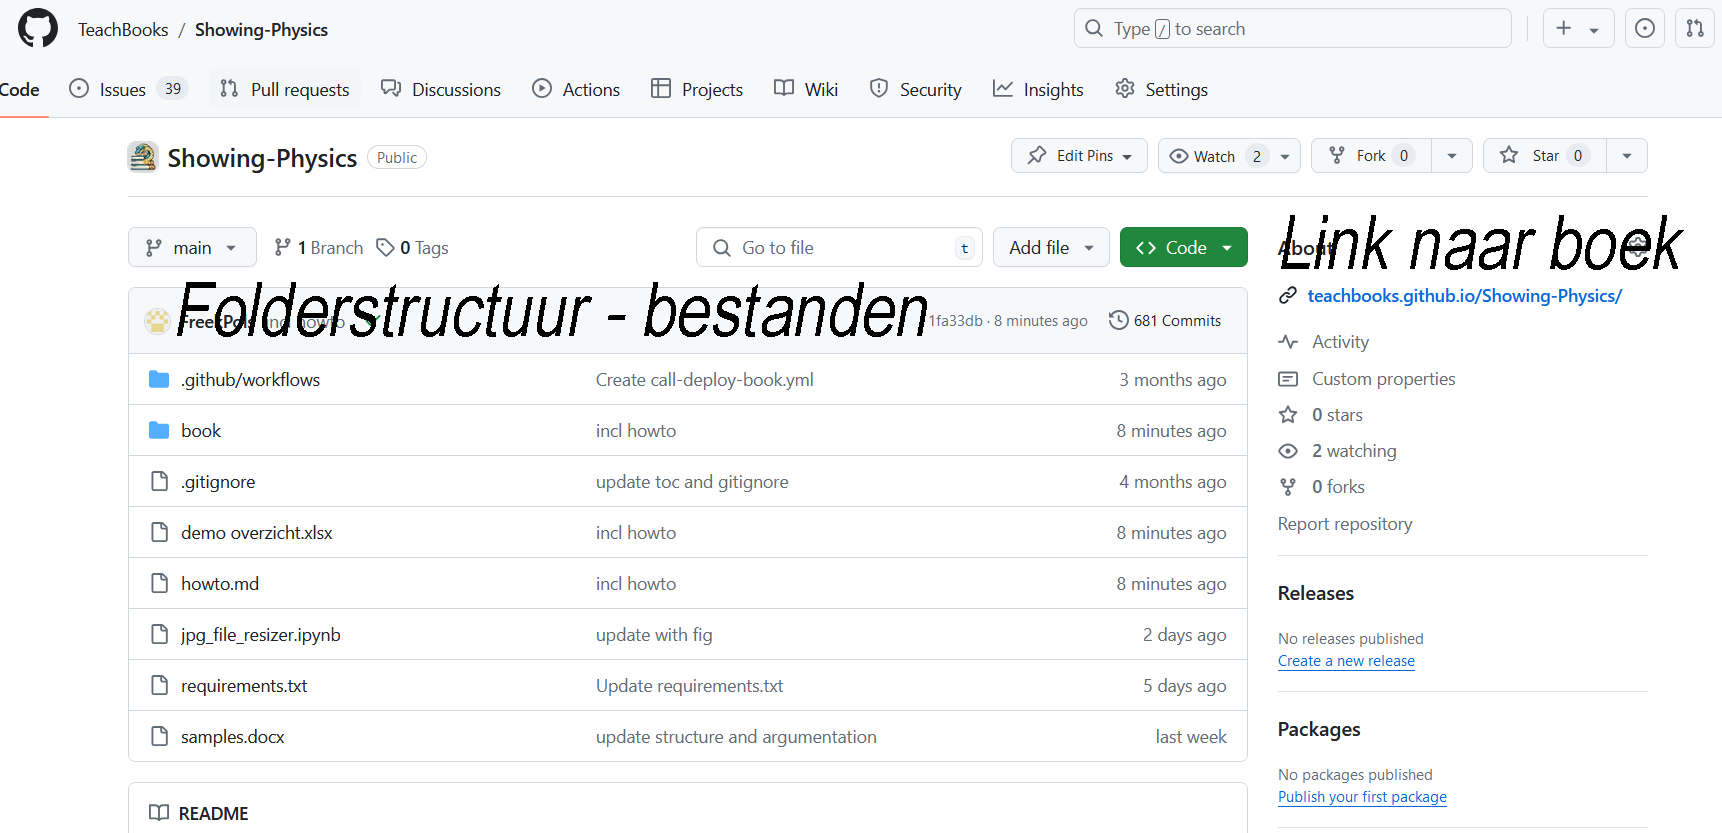 TeachBooks / Showing-Physics
Type / to search
Code
Issues 39
Pull requests
Discussions
Actions
Projects
Wiki
Security
Insights
Settings
Showing-Physics Public
Edit Pins
Watch 2
Fork 0
Star 0
main
1 Branch
0 Tags
Go to file t
Add file
Code
Folderstructuur - bestanden
FreekPols incl howto
1fa33db · 8 minutes ago
681 Commits
.github/workflows Create call-deploy-book.yml 3 months ago
book incl howto 8 minutes ago
.gitignore update toc and gitignore 4 months ago
demo overzicht.xlsx incl howto 8 minutes ago
howto.md incl howto 8 minutes ago
jpg_file_resizer.ipynb update with fig 2 days ago
requirements.txt Update requirements.txt 5 days ago
samples.docx update structure and argumentation last week
README
Link naar boek
About
teachbooks.github.io/Showing-Physics/
Activity
Custom properties
0 stars
2 watching
0 forks
Report repository
Releases
No releases published
Create a new release
Packages
No packages published
Publish your first package